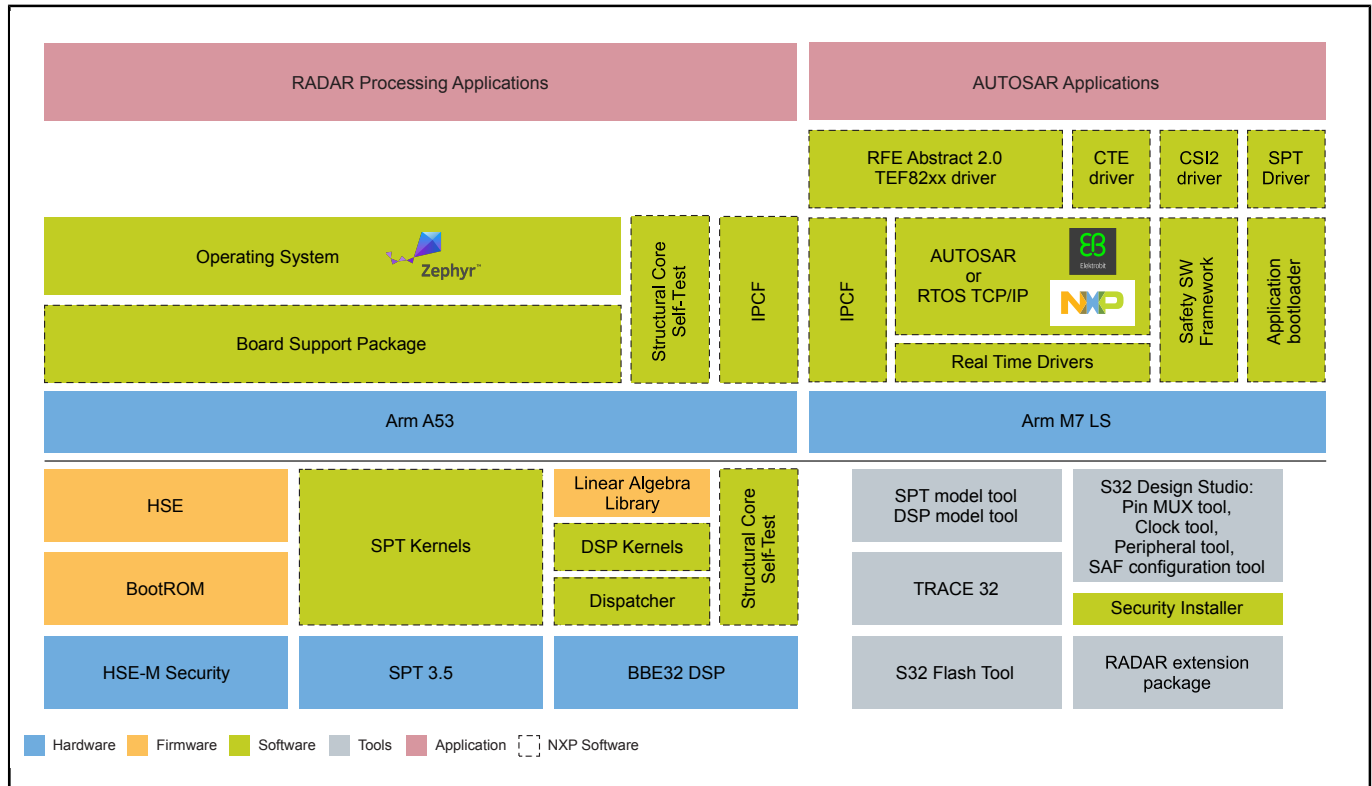 RADAR Processing Applications
AUTOSAR Applications
RFE Abstract 2.0
TEF82xx driver
CTE
driver
CSI2
driver
SPT
Driver
Operating System
Zephyr™
Board Support Package
Structural Core
Self-Test
IPCF
IPCF
AUTOSAR
or
RTOS TCP/IP
EB
Elektrobit
NXP
Real Time Drivers
Safety SW
Framework
Application
bootloader
Arm A53
Arm M7 LS
HSE
BootROM
HSE-M Security
SPT Kernels
SPT 3.5
Linear Algebra
Library
DSP Kernels
Dispatcher
Structural Core
Self-Test
BBE32 DSP
SPT model tool
DSP model tool
TRACE 32
S32 Flash Tool
S32 Design Studio:
Pin MUX tool,
Clock tool,
Peripheral tool,
SAF configuration tool
Security Installer
RADAR extension
package
Hardware
Firmware
Software
Tools
Application
NXP Software